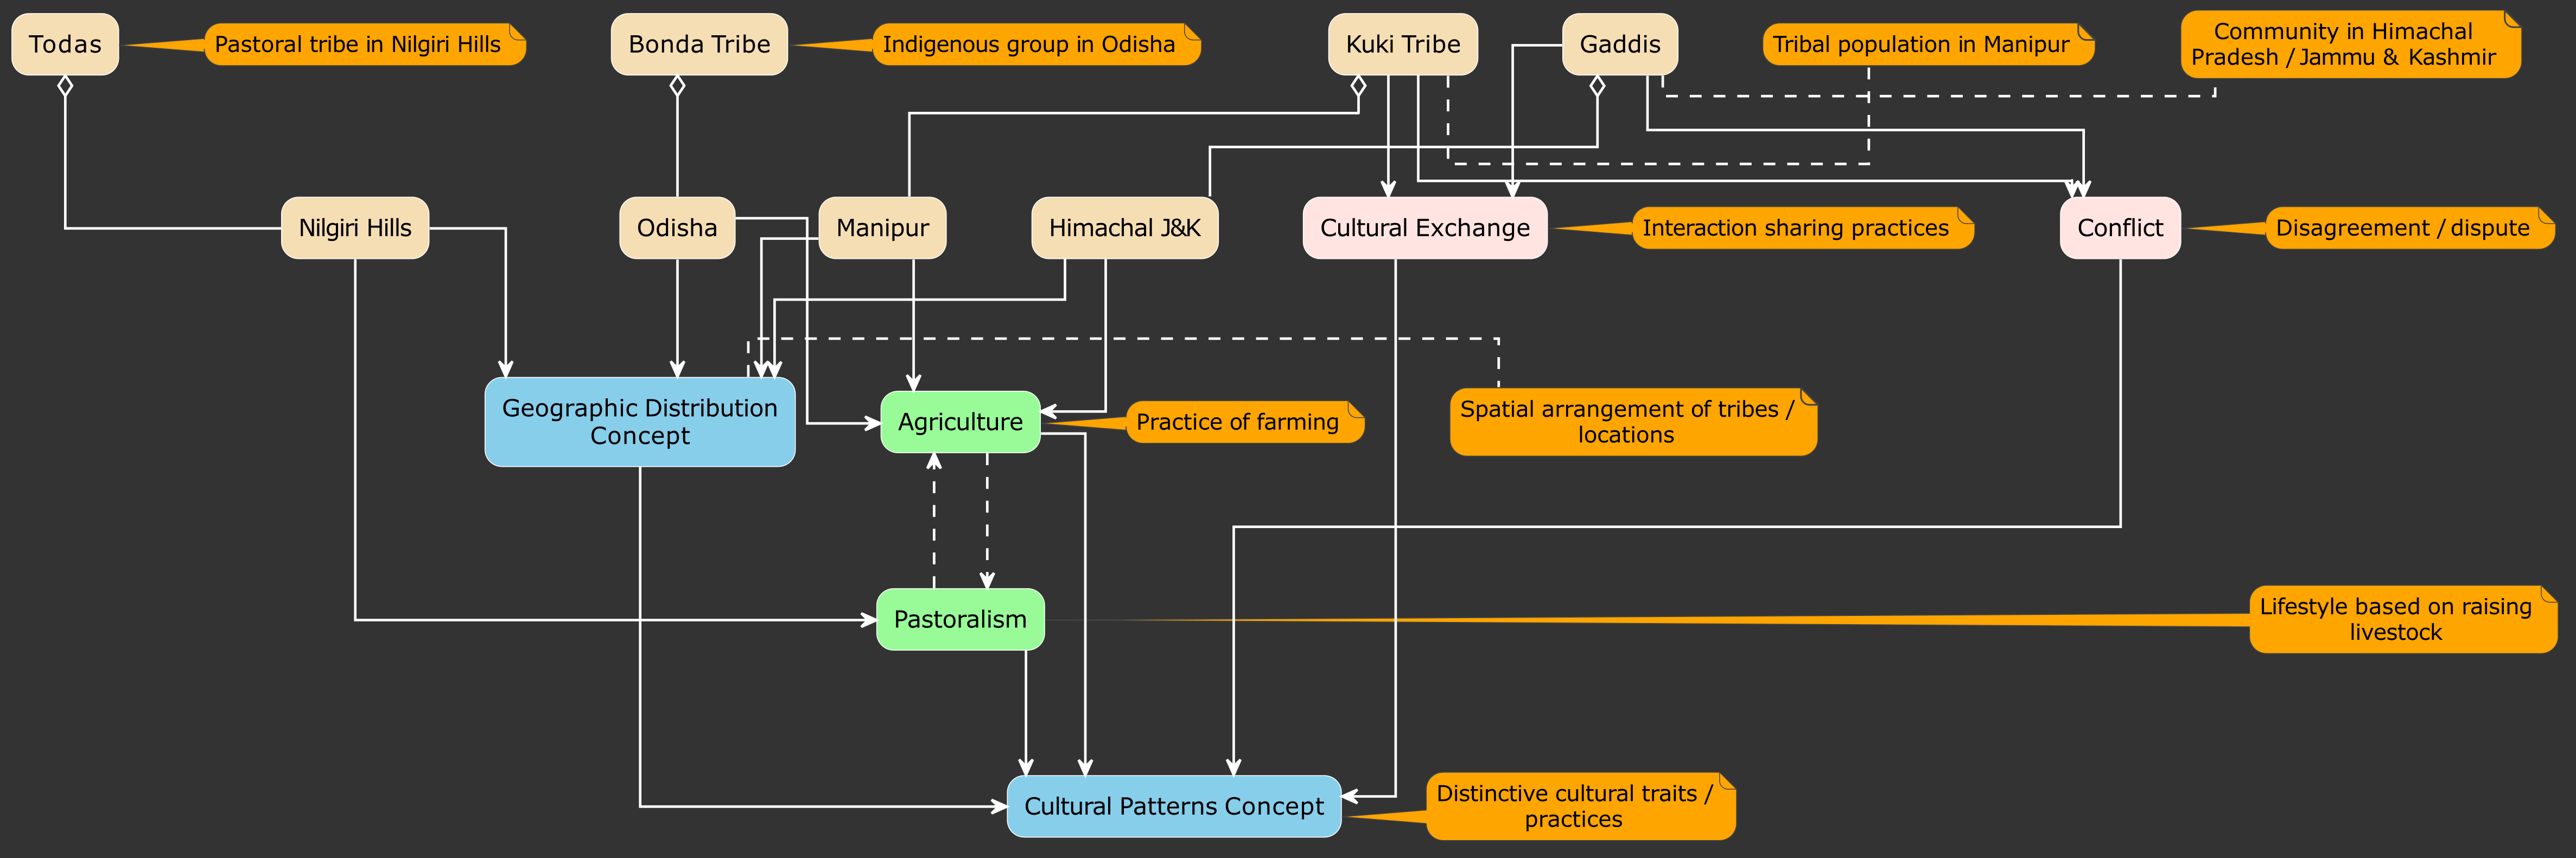 Todas
Pastoral tribe in Nilgiri Hills
Bonda Tribe
Indigenous group in Odisha
Kuki Tribe
Gaddis
Tribal population in Manipur
Community in Himachal
Pradesh / Jammu & Kashmir
Nilgiri Hills
Odisha
Manipur
Himachal J&K
Cultural Exchange
Interaction sharing practices
Conflict
Disagreement / dispute
Geographic Distribution
Concept
Agriculture
Practice of farming
Spatial arrangement of tribes /
locations
Pastoralism
Lifestyle based on raising
livestock
Cultural Patterns Concept
Distinctive cultural traits /
practices